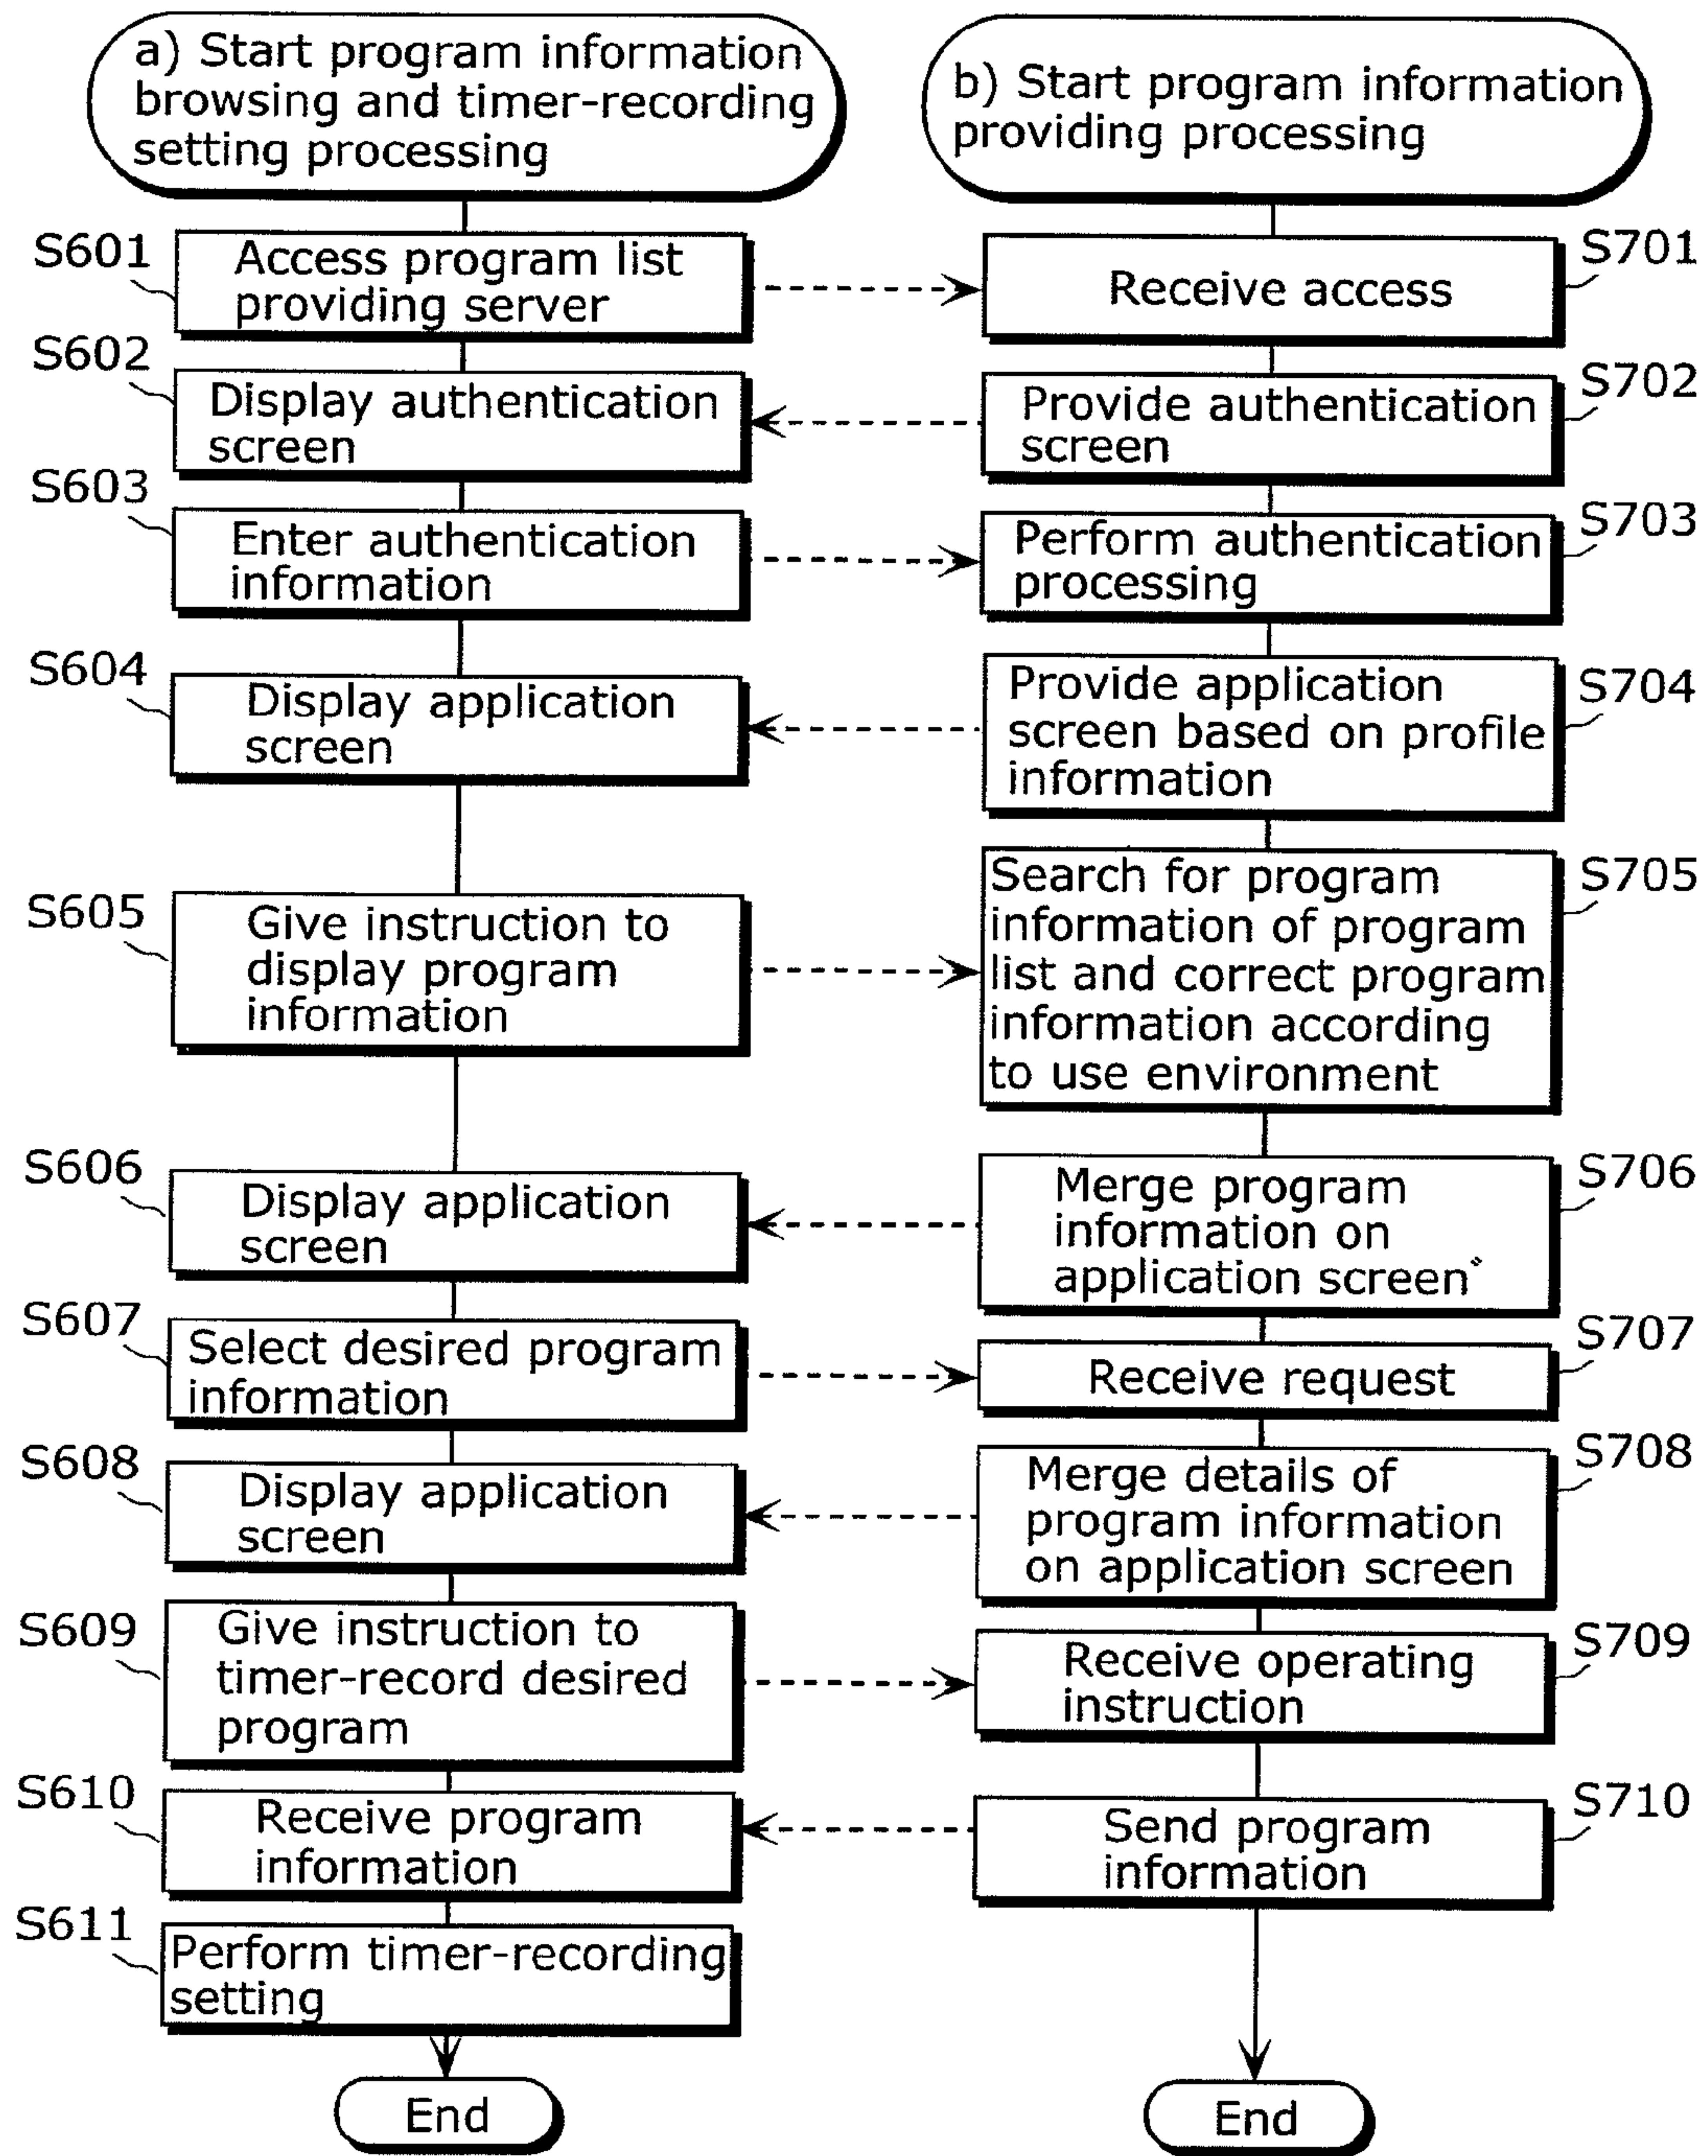 a) Start program information
browsing and timer-recording
setting processing
S601
Access program list
providing server
S602
Display authentication
screen
S603
Enter authentication
information
S604
Display application
screen
S605
Give instruction to
display program
information
S606
Display application
screen
S607
Select desired program
information
S608
Display application
screen
S609
Give instruction to
timer-record desired
program
S610
Receive program
information
S611
Perform timer-recording
setting
End
b) Start program information
providing processing
S701
Receive access
S702
Provide authentication
screen
S703
Perform authentication
processing
S704
Provide application
screen based on profile
information
S705
Search for program
information of program
list and correct program
information according
to use environment
S706
Merge program
information on
application screen
S707
Receive request
S708
Merge details of
program information
on application screen
S709
Receive operating
instruction
S710
Send program
information
End